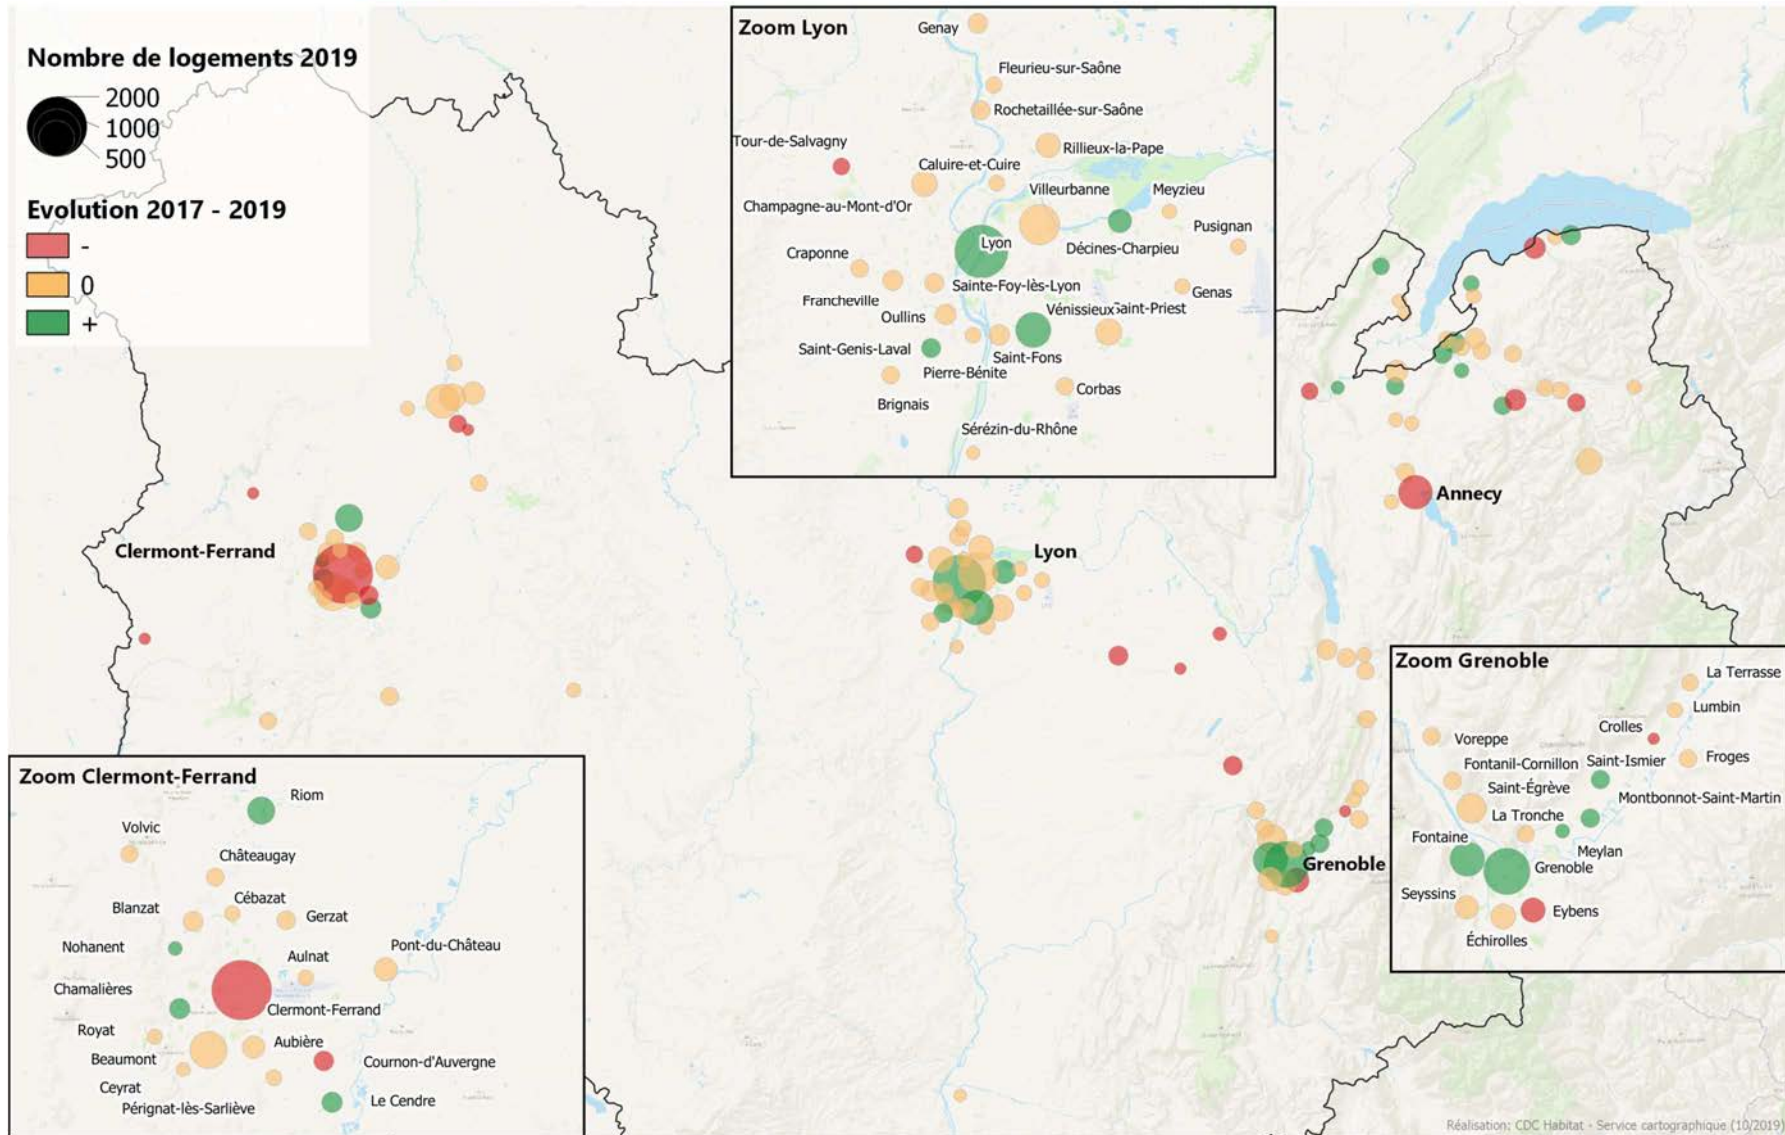 Nombre de logements 2019
2000
1000
500
Evolution 2017 - 2019
-
0
+
Zoom Lyon
Genay
Fleurieu-sur-Saône
Rochetaillée-sur-Saône
Tour-de-Salvagny
Rillieux-la-Pape
Caluire-et-Cuire
Villeurbanne
Meyzieu
Champagne-au-Mont-d'Or
Pusignan
Lyon
Décines-Charpieu
Craponne
Sainte-Foy-lès-Lyon
Genas
Francheville
Vénissieux
Saint-Priest
Oullins
Saint-Genis-Laval
Saint-Fons
Pierre-Bénite
Corbas
Brignais
Sérézin-du-Rhône
Annecy
Clermont-Ferrand
Lyon
Grenoble
Zoom Grenoble
La Terrasse
Lumbin
Crolles
Voreppe
Froges
Fontanil-Cornillon
Saint-Ismier
Saint-Égrève
Montbonnot-Saint-Martin
La Tronche
Fontaine
Meylan
Grenoble
Seyssins
Eybens
Échirolles
Zoom Clermont-Ferrand
Riom
Volvic
Châteaugay
Cébazat
Blanzat
Gerzat
Nohanent
Pont-du-Château
Aulnat
Chamalières
Clermont-Ferrand
Royat
Aubière
Beaumont
Cournon-d'Auvergne
Ceyrat
Le Cendre
Pérignat-lès-Sarliève
Réalisation: CDC Habitat - Service cartographique (10/2019)